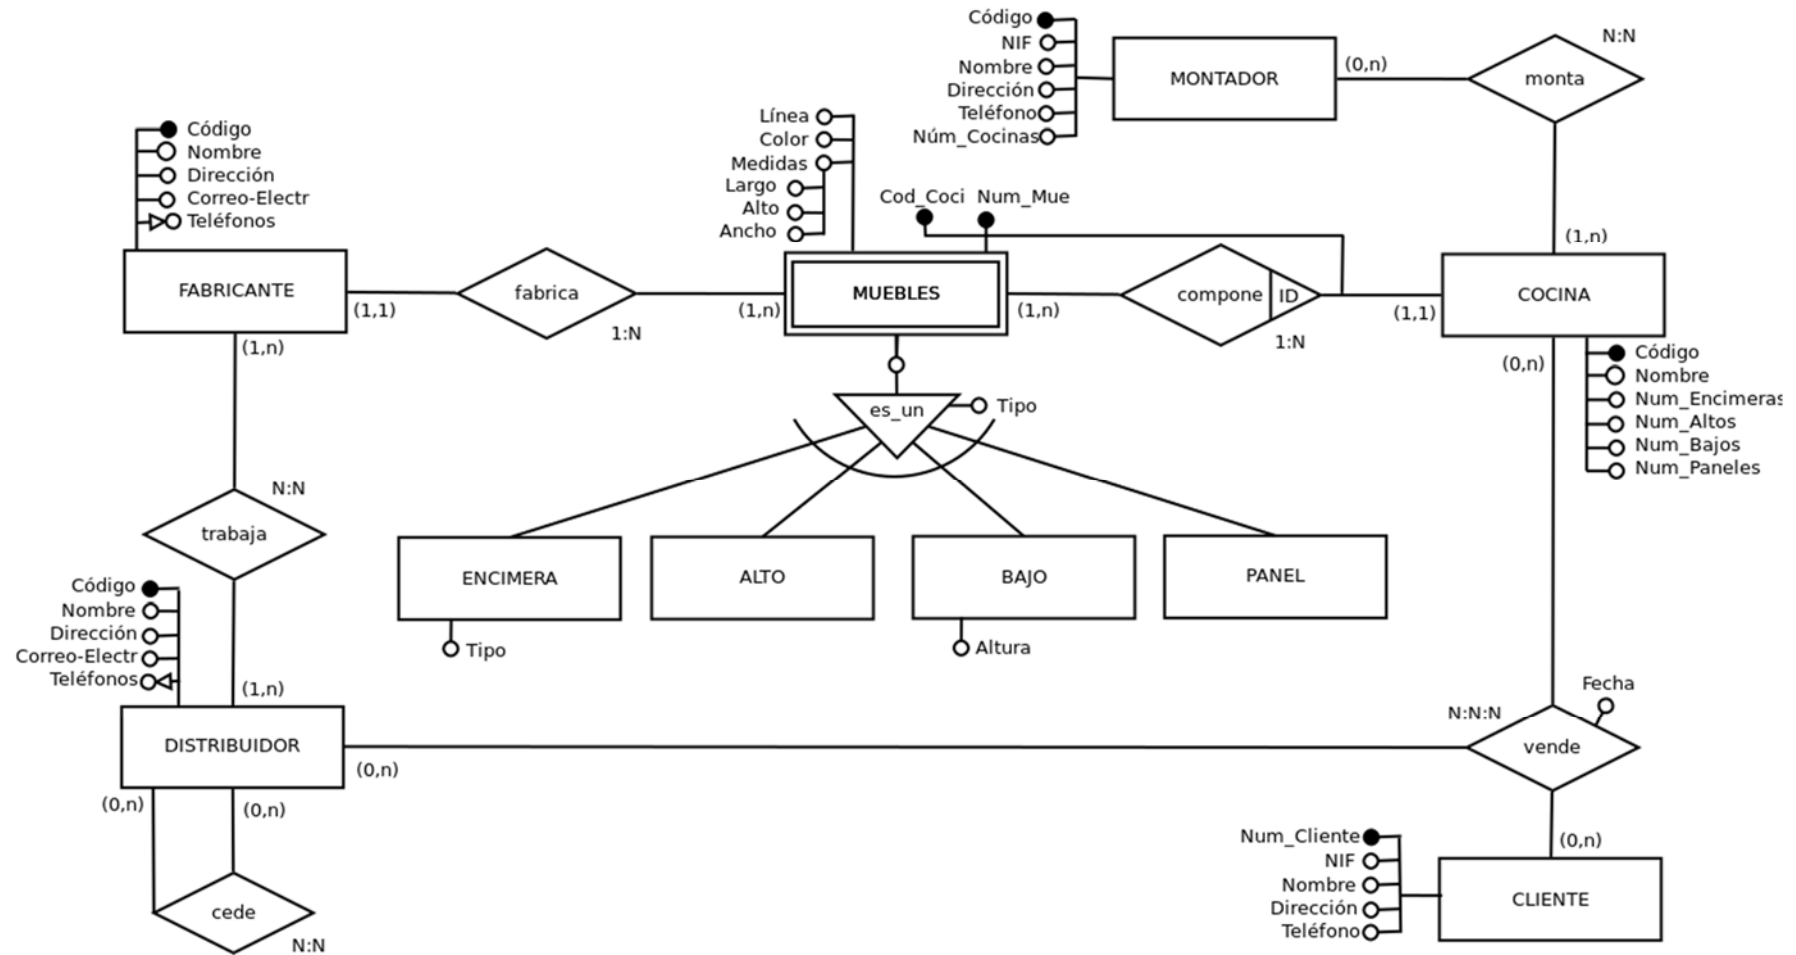 Código
NIF
Nombre
Dirección
Teléfono
Núm_Cocinas
MONTADOR
(0,n)
monta
N:N
(1,n)
Código
Nombre
Dirección
Correo-Electr
Teléfonos
FABRICANTE
(1,1)
fabrica
1:N
(1,n)
Línea
Color
Medidas
Largo
Alto
Ancho
Cod_Coci
Num_Mue
MUEBLES
(1,n)
compone
ID
1:N
(1,1)
COCINA
Código
Nombre
Num_Encimeras
Num_Altos
Num_Bajos
Num_Paneles
(0,n)
es_un
Tipo
(1,n)
N:N
trabaja
(1,n)
ENCIMERA
ALTO
BAJO
PANEL
Tipo
Altura
Código
Nombre
Dirección
Correo-Electr
Teléfonos
DISTRIBUIDOR
(0,n)
Fecha
N:N:N
vende
(0,n)
(0,n)
(0,n)
cede
N:N
Num_Cliente
NIF
Nombre
Dirección
Teléfono
CLIENTE